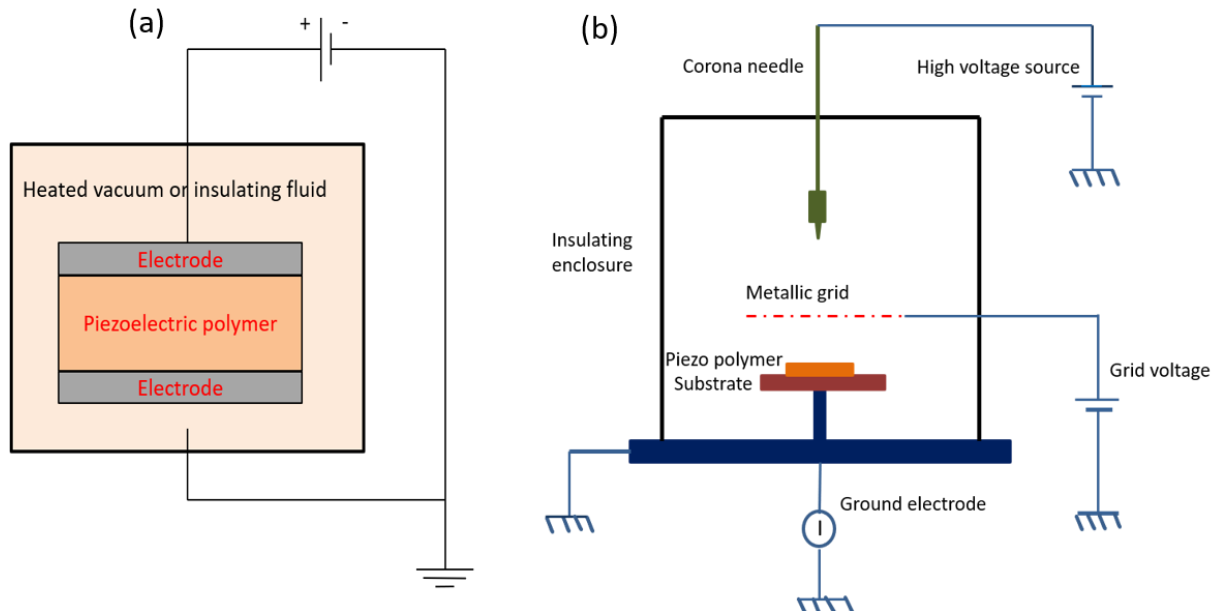 (a)
+ -
Heated vacuum or insulating fluid
Electrode
Piezoelectric polymer
Electrode
(b)
Corona needle
High voltage source
Insulating
enclosure
Metallic grid
Piezo polymer
Substrate
Grid voltage
Ground electrode
I